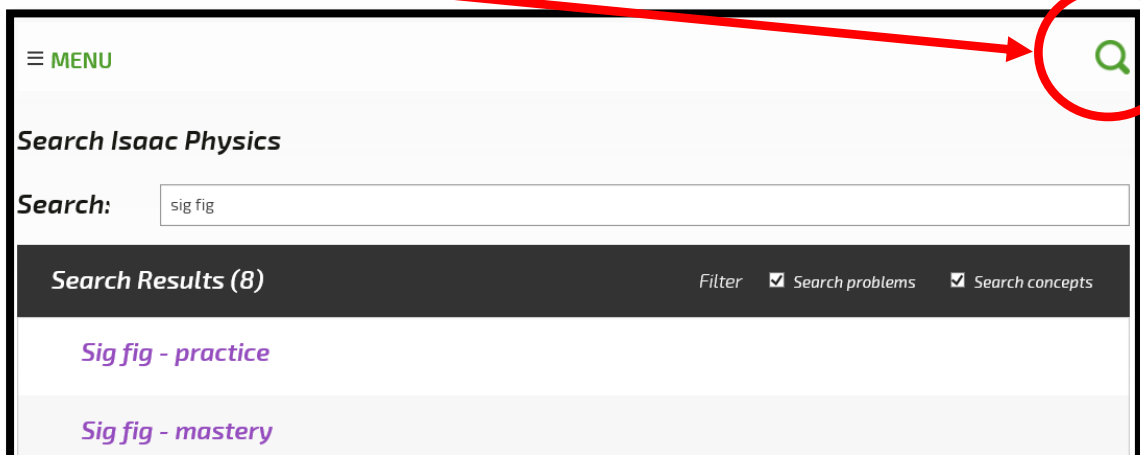 ≡ MENU
Search Isaac Physics
Search: sig fig
Search Results (8) Filter Search problems Search concepts
Sig fig - practice
Sig fig - mastery